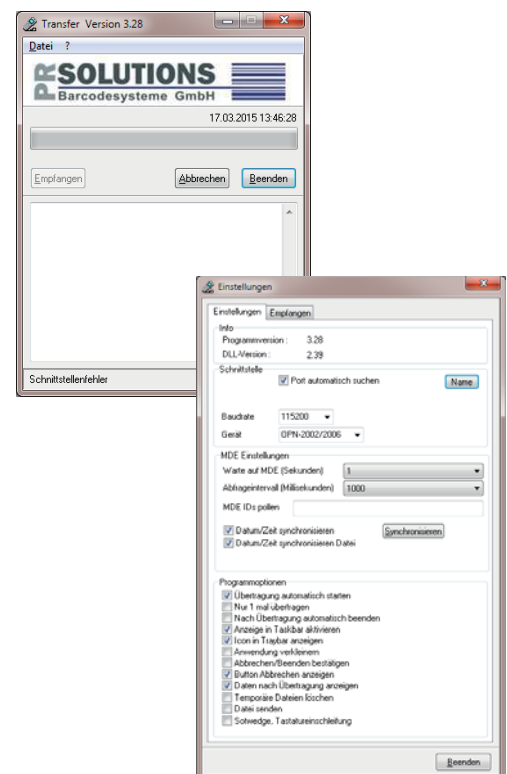 Transfer Version 3.28
Datei ?
PR SOLUTIONS
Barcodesysteme GmbH
17.03.2015 13:46:28
Empfangen Abbrechen Beenden
Schnittstellenfehler
Einstellungen
Einstellungen Empfangen
Info
Programmversion : 3.28
DLL-Version : 2.39
Schnittstelle
Port automatisch suchen Name
Baudrate 115200
Gerät OPN-2002/2006
MDE Einstellungen
Warte auf MDE (Sekunden) 1
Abfrageintervall (Millisekunden) 1000
MDE IDs pollen
Datum/Zeit synchronisieren Synchronisieren
Datum/Zeit synchronisieren Datei
Programmoptionen
Übertragung automatisch starten
Nur 1 mal übertragen
Nach Übertragung automatisch beenden
Anzeige in Taskbar aktivieren
Icon in Traybar anzeigen
Anwendung verkleinern
Abbrechen/Beenden bestätigen
Button Abbrechen anzeigen
Daten nach Übertragung anzeigen
Temporäre Dateien löschen
Datei senden
Sotwedge, Tastatureinschleifung
Beenden